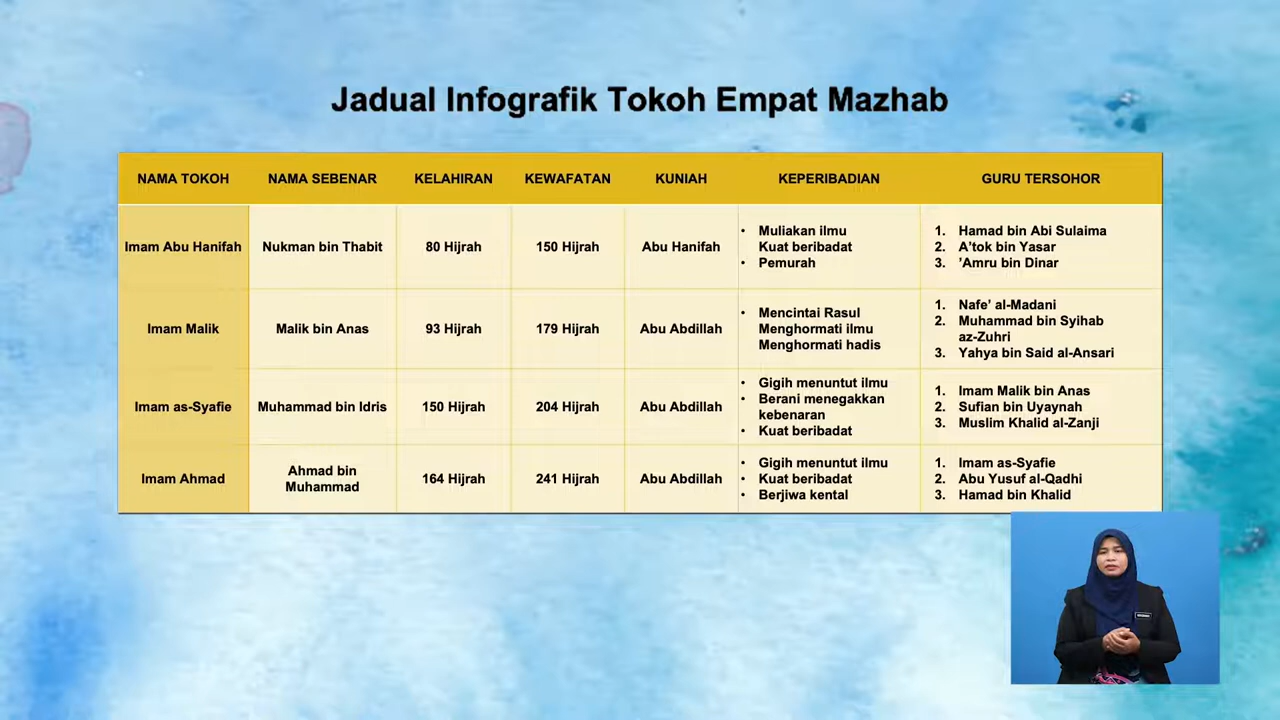 Jadual Infografik Tokoh Empat Mazhab
NAMA TOKOH NAMA SEBENAR KELAHIRAN KEWAFATAN KUNIAH KEPERIBADIAN GURU TERSOHOR
Imam Abu Hanifah
Nukman bin Thabit
80 Hijrah
150 Hijrah
Abu Hanifah
• Muliakan ilmu
Kuat beribadat
• Pemurah
1. Hamad bin Abi Sulaima
2. A'tok bin Yasar
3. 'Amru bin Dinar
Imam Malik
Malik bin Anas
93 Hijrah
179 Hijrah
Abu Abdillah
• Mencintai Rasul
Menghormati ilmu
Menghormati hadis
1. Nafe' al-Madani
2. Muhammad bin Syihab
az-Zuhri
3. Yahya bin Said al-Ansari
Imam as-Syafie
Muhammad bin Idris
150 Hijrah
204 Hijrah
Abu Abdillah
• Gigih menuntut ilmu
• Berani menegakkan
kebenaran
• Kuat beribadat
1. Imam Malik bin Anas
2. Sufian bin Uyaynah
3. Muslim Khalid al-Zanji
Imam Ahmad
Ahmad bin
Muhammad
164 Hijrah
241 Hijrah
Abu Abdillah
• Gigih menuntut ilmu
• Kuat beribadat
• Berjiwa kental
1. Imam as-Syafie
2. Abu Yusuf al-Qadhi
3. Hamad bin Khalid